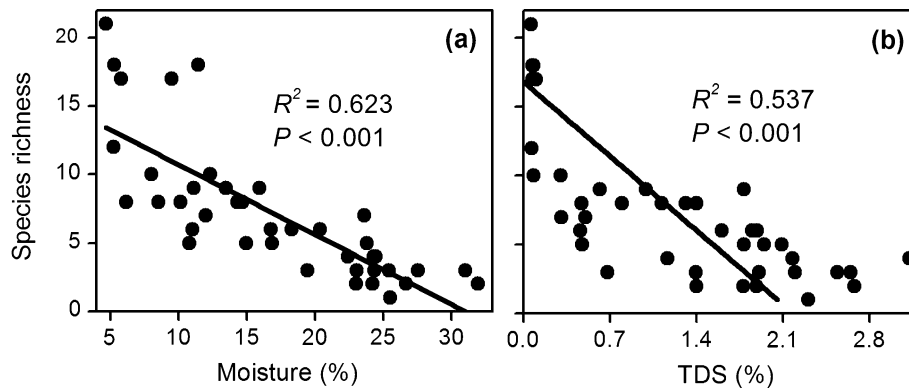 (a)
R² = 0.623
P < 0.001
Species richness
20
15
10
5
0
5 10 15 20 25 30
Moisture (%)
(b)
R² = 0.537
P < 0.001
0.0 0.7 1.4 2.1 2.8
TDS (%)